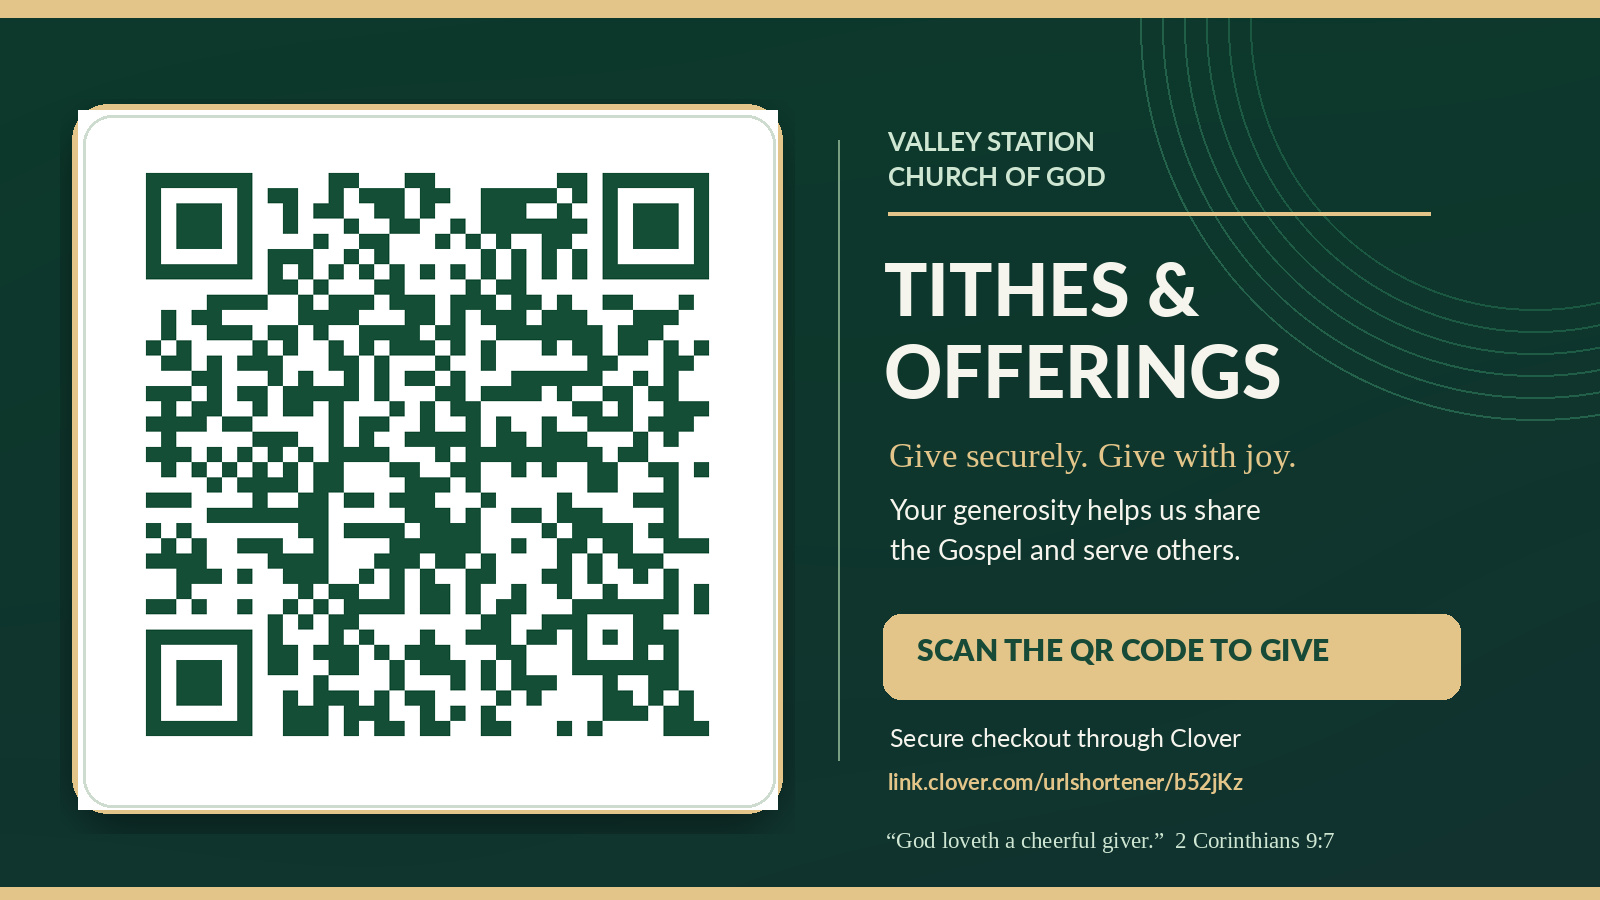 VALLEY STATION
CHURCH OF GOD
TITHES &
OFFERINGS
Give securely. Give with joy.
Your generosity helps us share
the Gospel and serve others.
SCAN THE QR CODE TO GIVE
Secure checkout through Clover
link.clover.com/urlshortener/b52jKz
“God loveth a cheerful giver.” 2 Corinthians 9:7